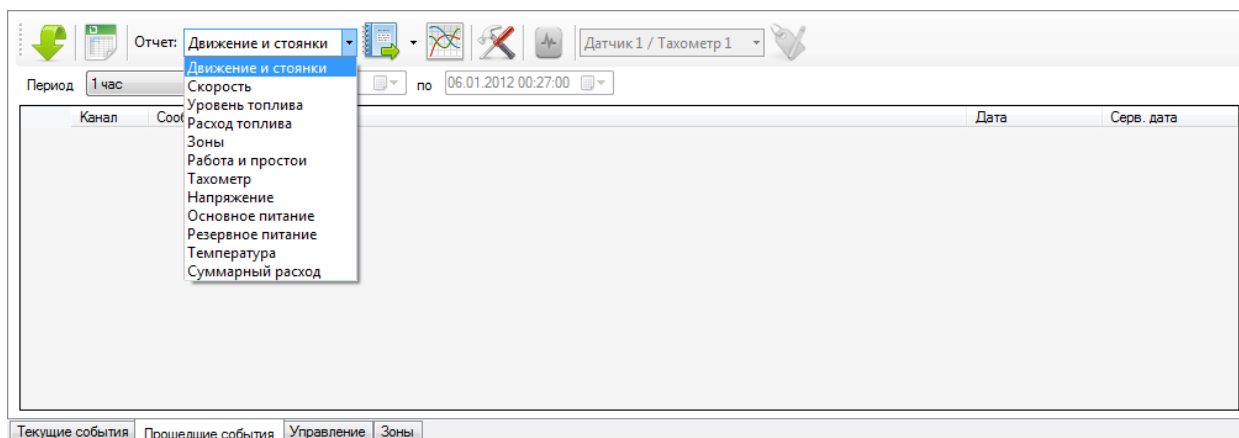 Отчет: Движение и стоянки Датчик 1 / Тахометр 1
Движение и стоянки
Период 1 час по 06.01.2012 00:27:00
Скорость
Уровень топлива
Канал Дата Серв. дата
Расход топлива
Зоны
Работа и простои
Тахометр
Напряжение
Основное питание
Резервное питание
Температура
Суммарный расход
Текущие события Прошедшие события Управление Зоны